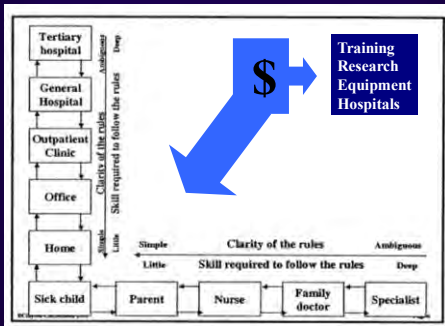 Tertiary
hospital
General
Hospital
Outpatient
Clinic
Office
Home
Sick child
Parent
Nurse
Family
doctor
Specialist
Ambiguous
Deep
Clarity of the rules
Skill required to follow the rules
Simple
Little
$
Training
Research
Equipment
Hospitals
Simple Clarity of the rules Ambiguous
Little Skill required to follow the rules Deep